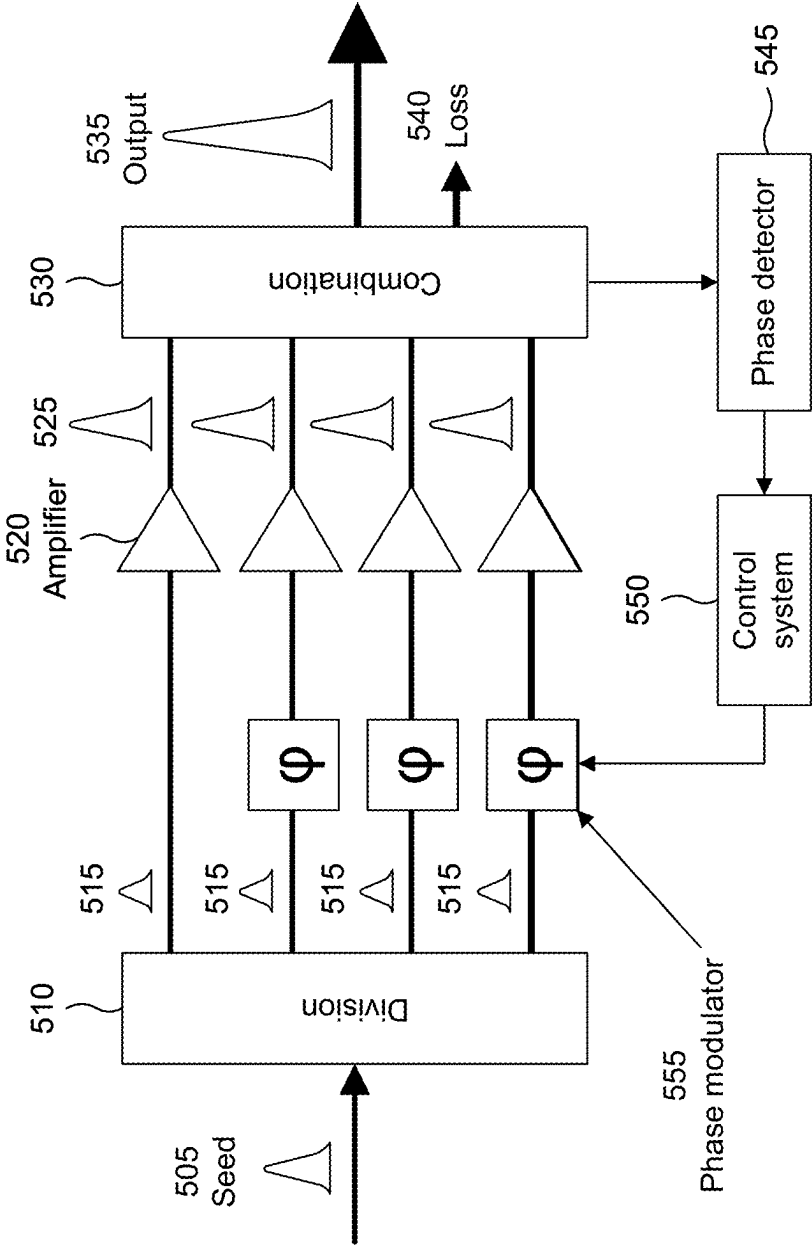 505
Seed
510
Division
515
515
515
515
φ
φ
φ
555
Phase modulator
520
Amplifier
525
530
Combination
535
Output
540
Loss
545
Phase detector
550
Control
system